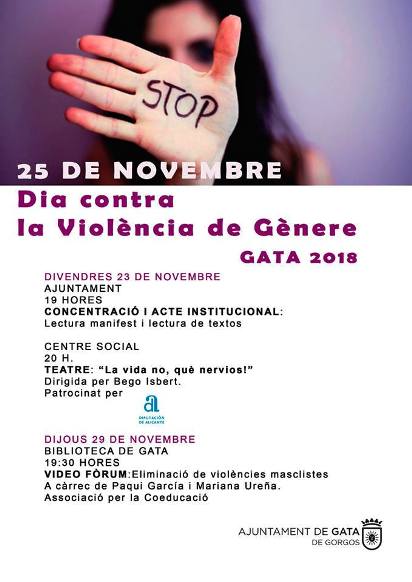 STOP
25 DE NOVEMBRE
Dia contra
la Violència de Gènere
GATA 2018
DIVENDRES 23 DE NOVEMBRE
AJUNTAMENT
19 HORES
CONCENTRACIÓ I ACTE INSTITUCIONAL:
Lectura manifest i lectura de textos
CENTRE SOCIAL
20 H.
TEATRE: “La vida no, què nervios!”
Dirigida per Bego Isbert.
Patrocinat per
DIPUTACIÓN
DE ALICANTE
DIJOUS 29 DE NOVEMBRE
BIBLIOTECA DE GATA
19:30 HORES
VIDEO FÒRUM:Eliminació de violències masclistes
A càrrec de Paqui García i Mariana Ureña.
Associació per la Coeducació
AJUNTAMENT DE GATA
DE GORGOS